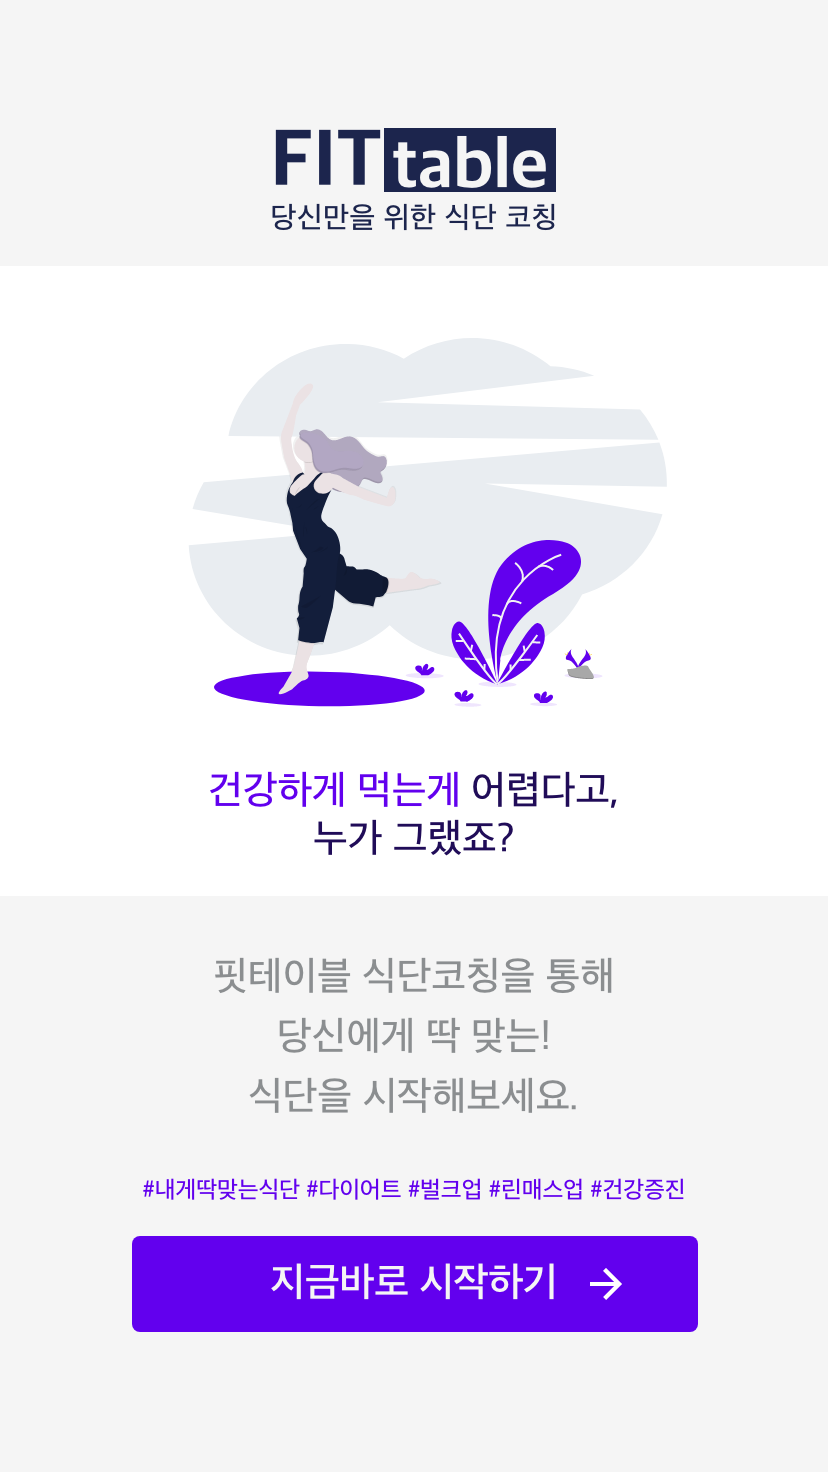 FITtable
당신만을 위한 식단 코칭
건강하게 먹는게 어렵다고,
누가 그랬죠?
핏테이블 식단코칭을 통해
당신에게 딱 맞는!
식단을 시작해보세요.
#내게딱맞는식단 #다이어트 #벌크업 #린매스업 #건강증진
지금바로 시작하기 →